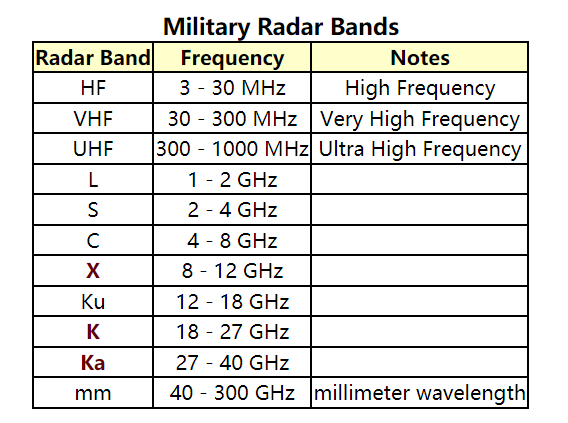 Military Radar Bands
Radar Band Frequency Notes
HF 3 - 30 MHz High Frequency
VHF 30 - 300 MHz Very High Frequency
UHF 300 - 1000 MHz Ultra High Frequency
L 1 - 2 GHz
S 2 - 4 GHz
C 4 - 8 GHz
X 8 - 12 GHz
Ku 12 - 18 GHz
K 18 - 27 GHz
Ka 27 - 40 GHz
mm 40 - 300 GHz millimeter wavelength